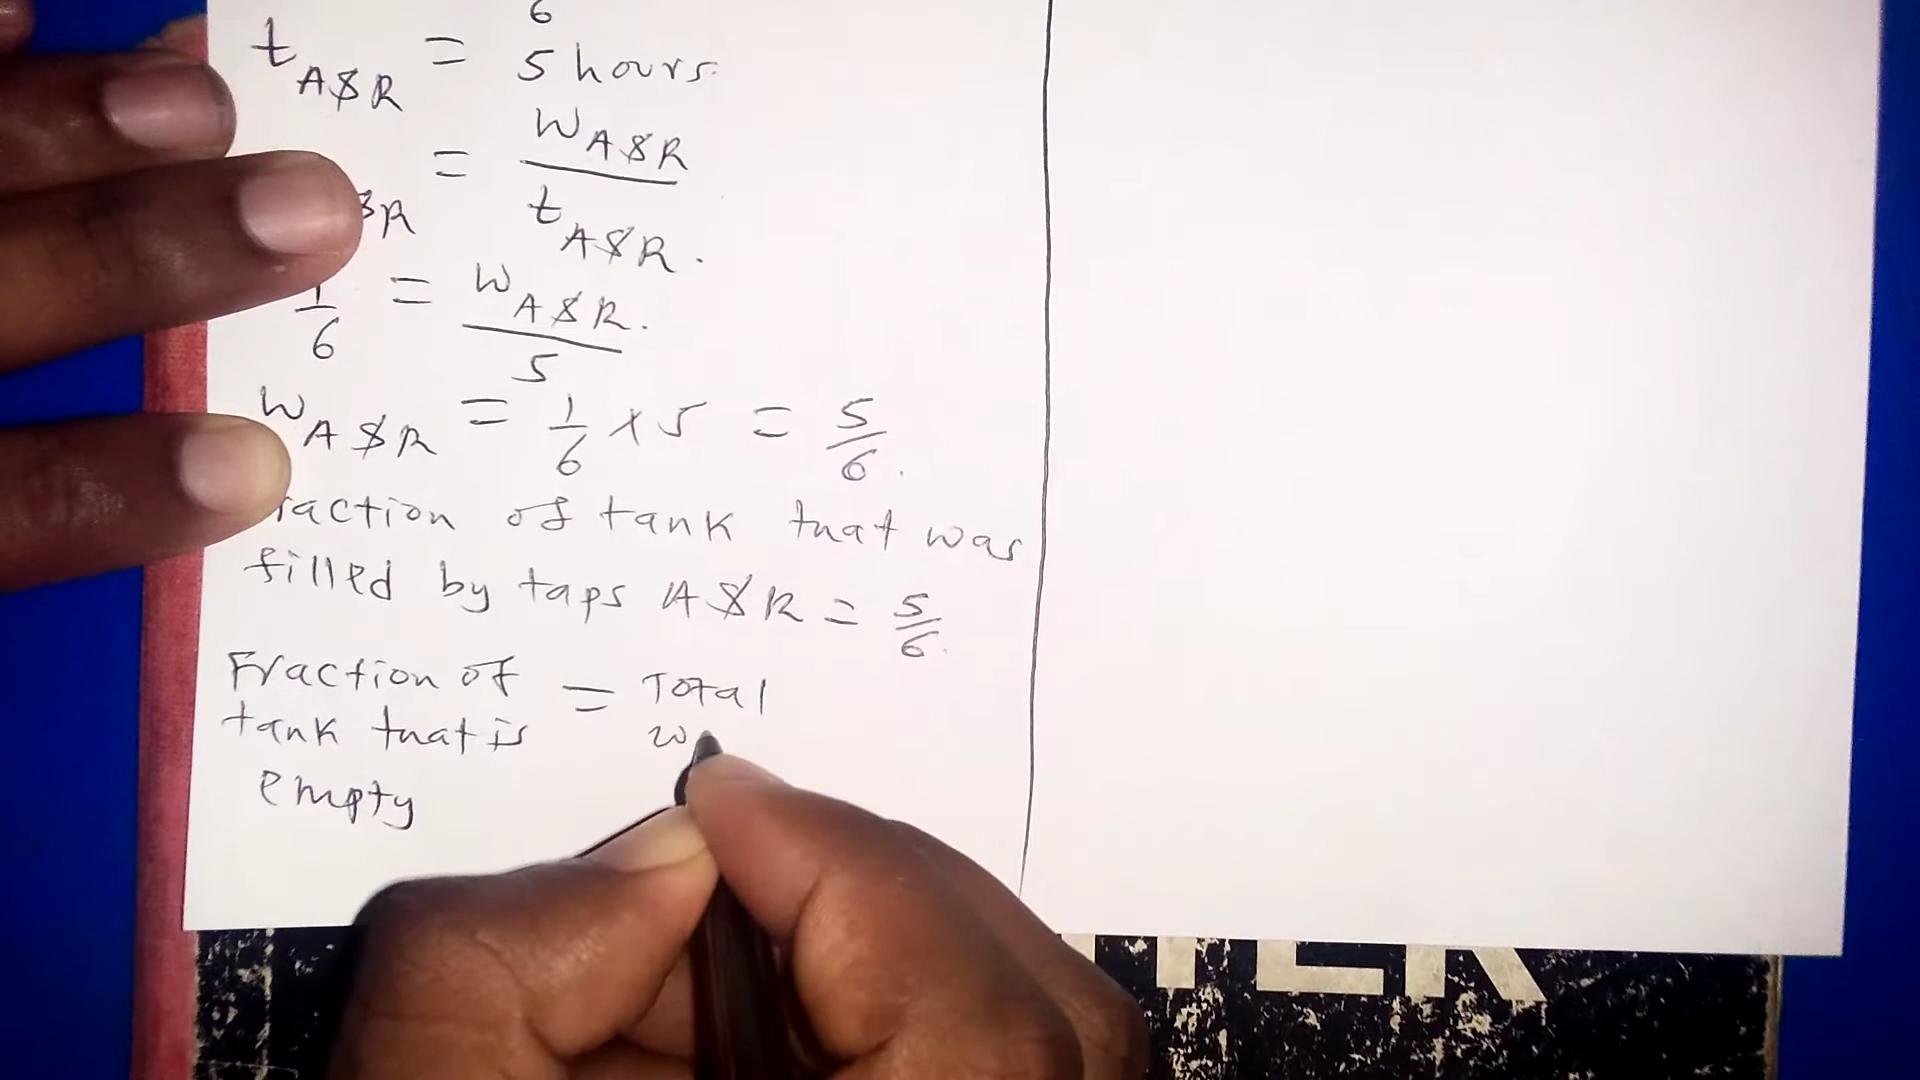 6
t A&R = 5 hours.
= W A&R / t A&R.
1/6 = W A&R. / 5
W A&R = 1/6 x 5 = 5/6.
raction of tank that was
filled by taps A&R = 5/6.
Fraction of = Total
tank that is w
empty